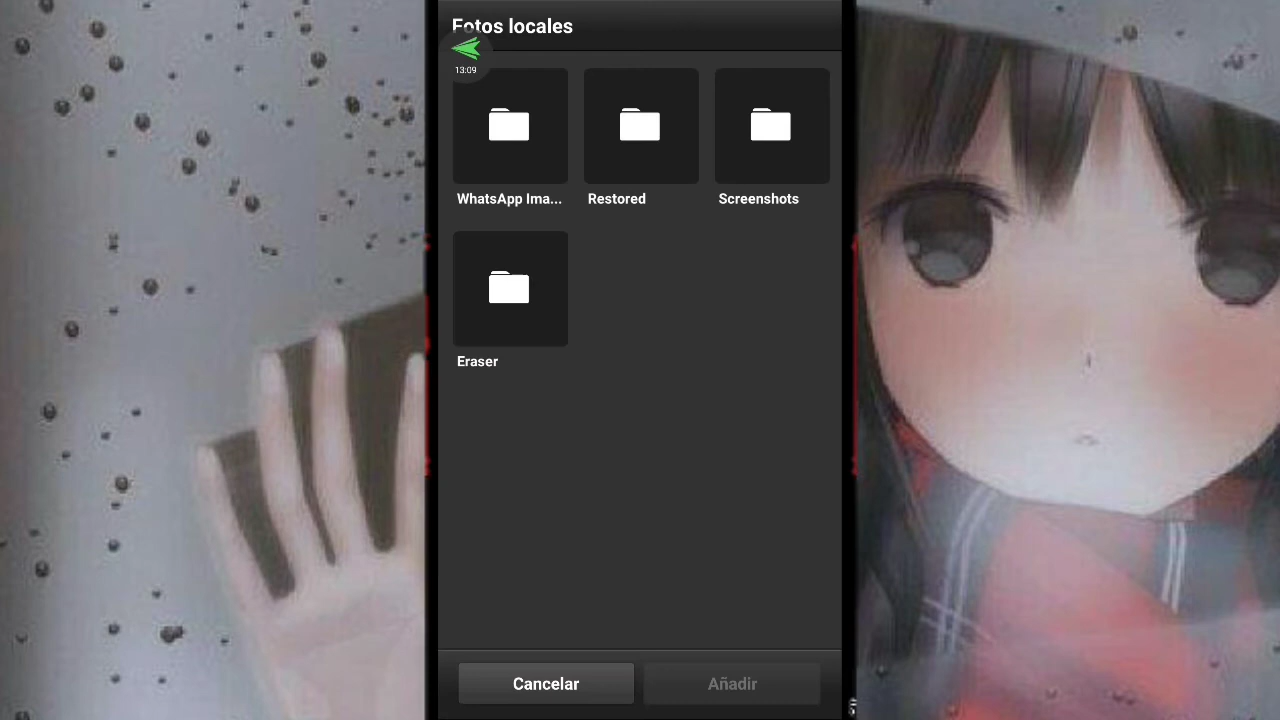 Fotos locales
13:09
WhatsApp Ima...
Restored
Screenshots
Eraser
Cancelar
Añadir